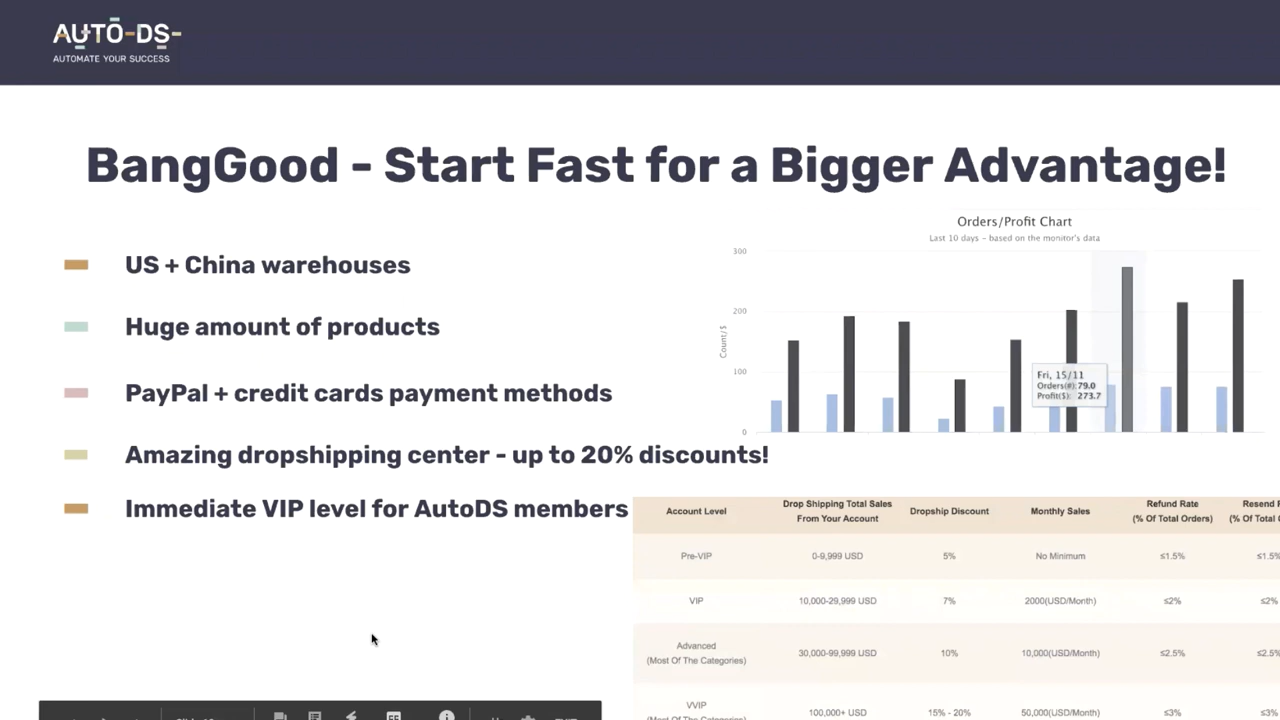 AUTO-DS-
AUTOMATE YOUR SUCCESS
BangGood - Start Fast for a Bigger Advantage!
US + China warehouses
Huge amount of products
PayPal + credit cards payment methods
Amazing dropshipping center - up to 20% discounts!
Immediate VIP level for AutoDS members
Orders/Profit Chart
Last 10 days - based on the monitor's data
300
200
100
0
Count/$
Fri, 15/11
Orders(#): 79.0
Profit($): 273.7
Account Level
Drop Shipping Total Sales
From Your Account
Dropship Discount
Monthly Sales
Refund Rate
(% Of Total Orders)
Resend
(% Of Total
Pre-VIP 0-9,999 USD 5% No Minimum ≤1.5% ≤1.5%
VIP 10,000-29,999 USD 7% 2000(USD/Month) ≤2% ≤2%
Advanced
(Most Of The Categories) 30,000-99,999 USD 10% 10,000(USD/Month) ≤2.5% ≤2.5%
VVIP
(Most Of The Categories) 100,000+ USD 15% - 20% 50,000(USD/Month) ≤3% ≤3%